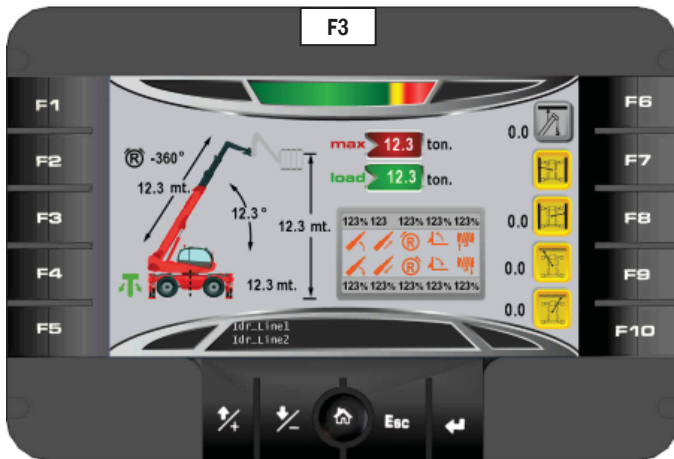 F3
F1
F2
F3
F4
F5
F6
F7
F8
F9
F10
R -360°
12.3 mt.
12.3°
12.3 mt.
12.3 mt.
max 12.3 ton.
load 12.3 ton.
123% 123 123% 123% 123%
R
R
123% 123% 123% 123% 123%
0.0
0.0
0.0
0.0
Idr_Line1
Idr_Line2
+ - Esc